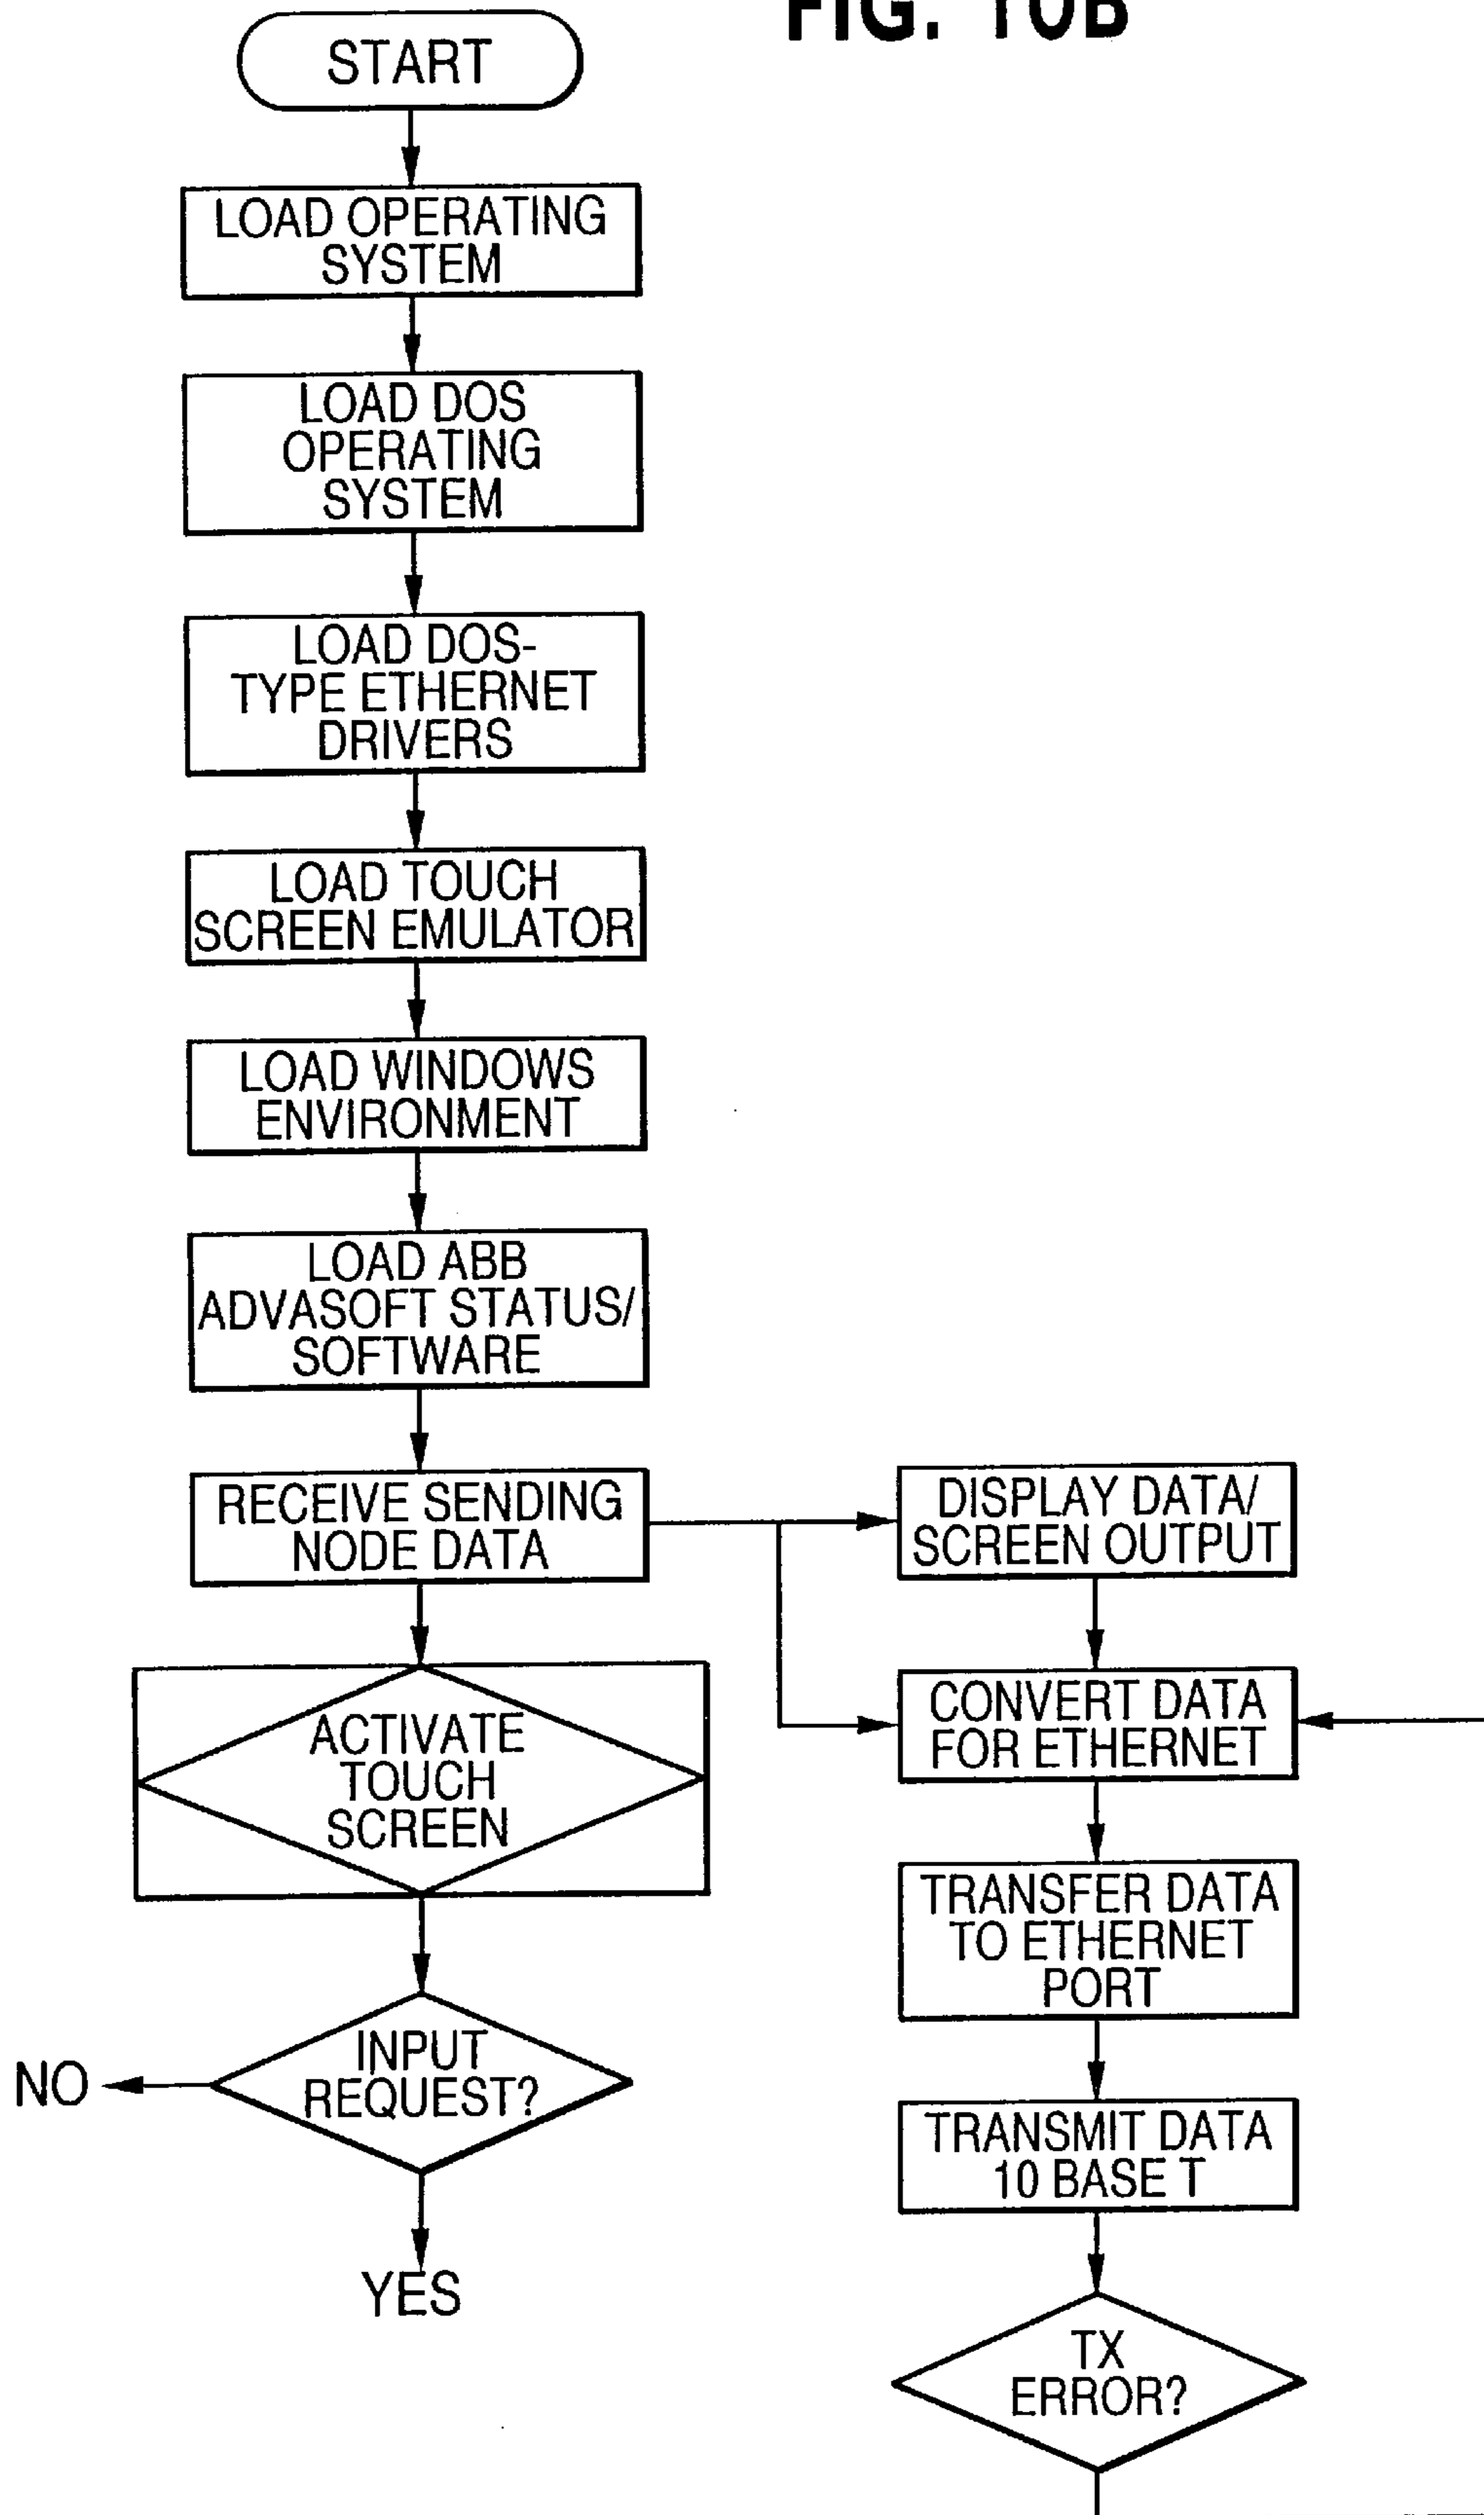 FIG. 10B
START
LOAD OPERATING
SYSTEM
LOAD DOS
OPERATING
SYSTEM
LOAD DOS-
TYPE ETHERNET
DRIVERS
LOAD TOUCH
SCREEN EMULATOR
LOAD WINDOWS
ENVIRONMENT
LOAD ABB
ADVASOFT STATUS/
SOFTWARE
RECEIVE SENDING
NODE DATA
ACTIVATE
TOUCH
SCREEN
INPUT
REQUEST?
NO
YES
DISPLAY DATA/
SCREEN OUTPUT
CONVERT DATA
FOR ETHERNET
TRANSFER DATA
TO ETHERNET
PORT
TRANSMIT DATA
10 BASE T
TX
ERROR?